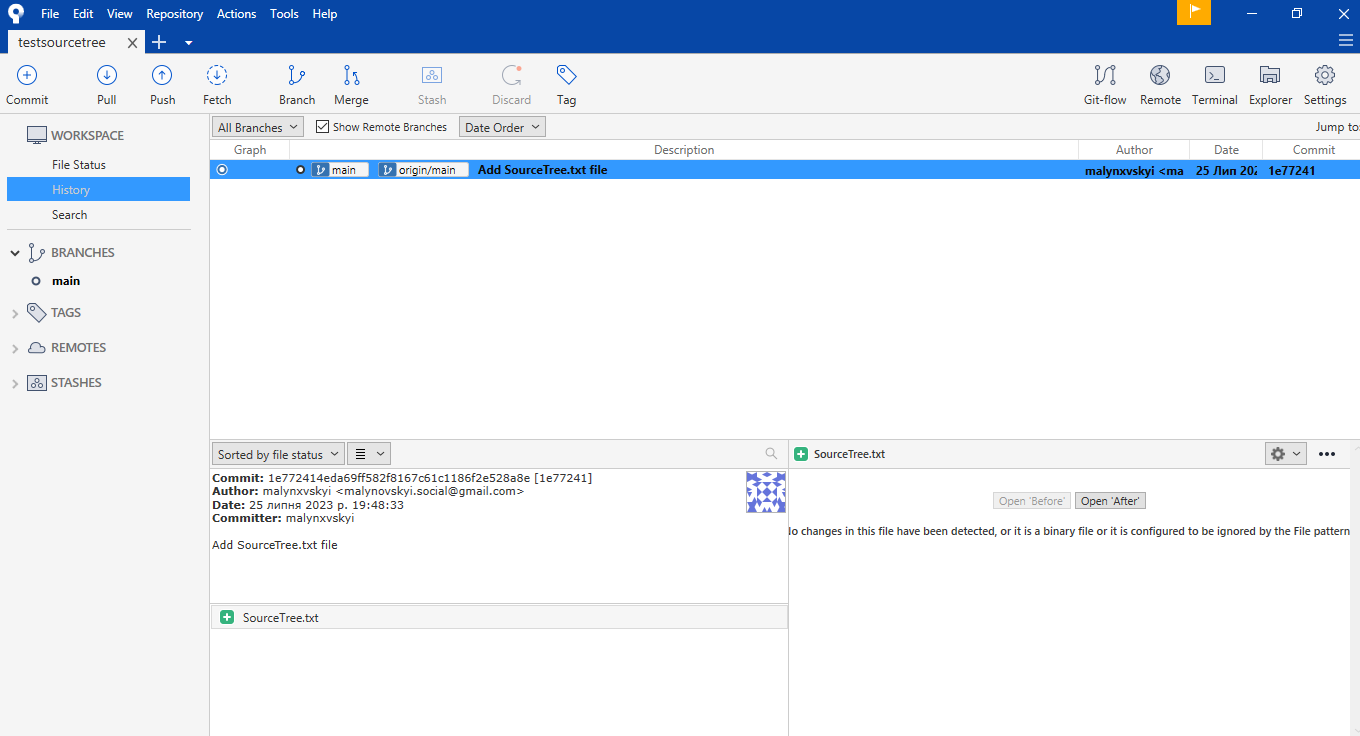 File Edit View Repository Actions Tools Help
testsourcetree
Commit Pull Push Fetch Branch Merge Stash Discard Tag Git-flow Remote Terminal Explorer Settings
WORKSPACE
File Status
History
Search
BRANCHES
main
TAGS
REMOTES
STASHES
All Branches Show Remote Branches Date Order Jump to:
Graph Description Author Date Commit
main origin/main Add SourceTree.txt file malynxvskyi <ma 25 Лип 202 1e77241
Sorted by file status
Commit: 1e772414eda69ff582f8167c61c1186f2e528a8e [1e77241]
Author: malynxvskyi <malynovskyi.social@gmail.com>
Date: 25 липня 2023 р. 19:48:33
Committer: malynxvskyi
Add SourceTree.txt file
SourceTree.txt
SourceTree.txt
Open 'Before' Open 'After'
No changes in this file have been detected, or it is a binary file or it is configured to be ignored by the File pattern